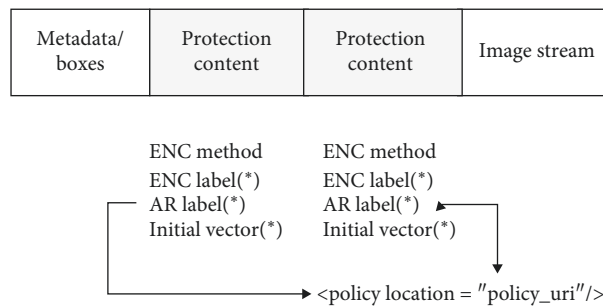 Metadata/
boxes
Protection
content
Protection
content
Image stream
ENC method
ENC label(*)
AR label(*)
Initial vector(*)
ENC method
ENC label(*)
AR label(*)
Initial vector(*)
<policy location = "policy_uri"/>